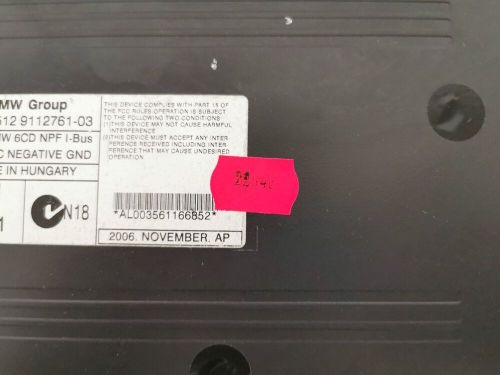 MW Group
512 9112761-03
W 6CD NPF I-Bus
C NEGATIVE GND
E IN HUNGARY
N18
1
THIS DEVICE COMPLIES WITH PART 15 OF
THE FCC RULES OPERATION IS SUBJECT
TO THE FOLLOWING TWO CONDITIONS
(1)THIS DEVICE MAY NOT CAUSE HARMFUL
INTERFERENCE
(2)THIS DEVICE MUST ACCEPT ANY INTER
FERENCE RECEIVED INCLUDING INTER-
FERENCE THAT MAY CAUSE UNDESIRED
OPERATION
*AL003561166852*
2006. NOVEMBER. AP